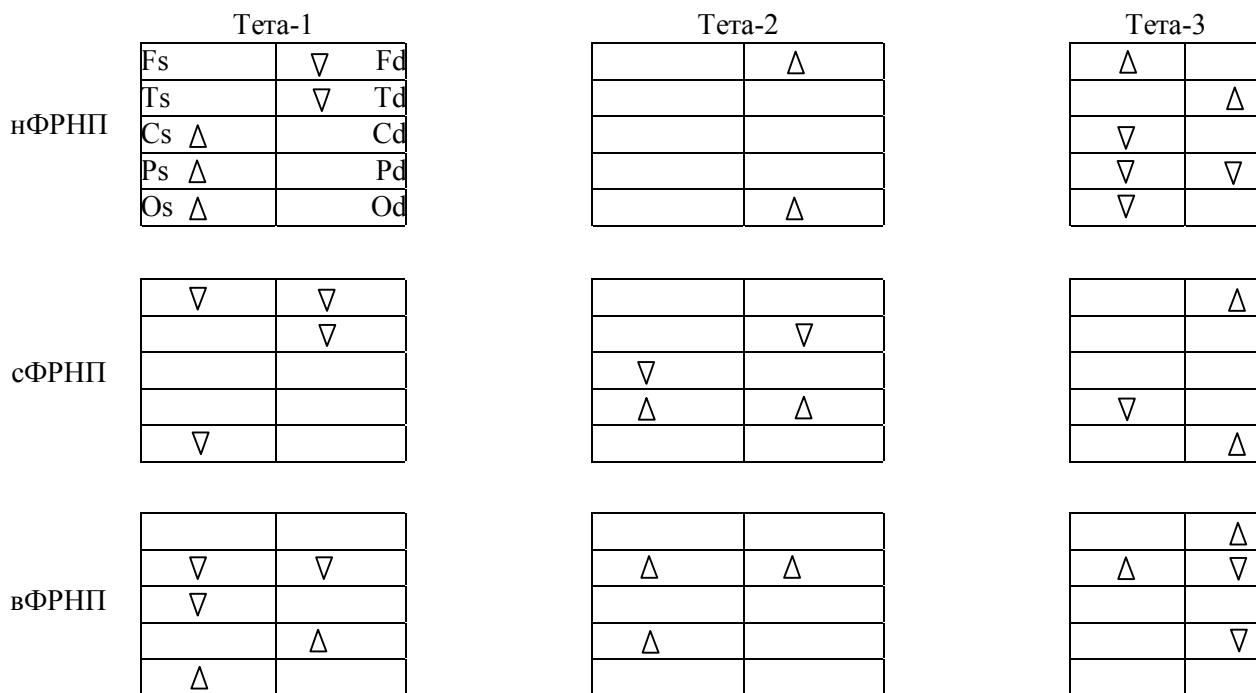 Тета-1 Тета-2 Тета-3
Fs Fd
Ts Td
нФРНП
Cs Cd
Ps Pd
Os Od
сФРНП
вФРНП